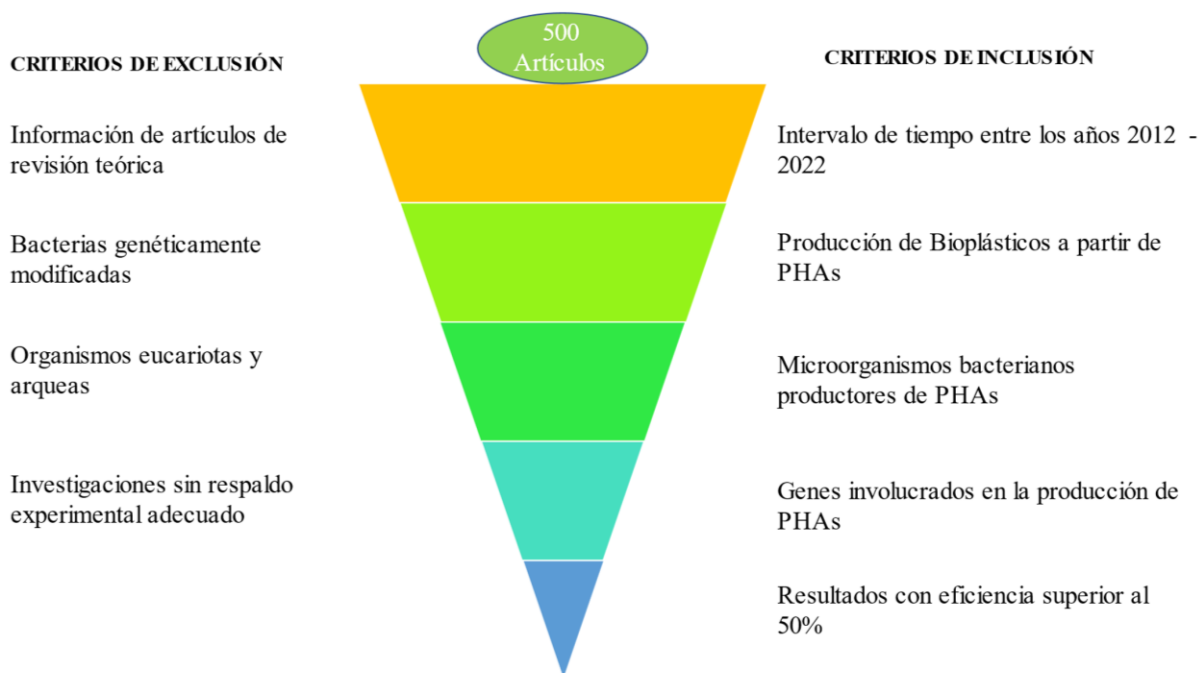 500
Artículos
CRITERIOS DE EXCLUSIÓN
Información de artículos de
revisión teórica
Bacterias genéticamente
modificadas
Organismos eucariotas y
arqueas
Investigaciones sin respaldo
experimental adecuado
CRITERIOS DE INCLUSIÓN
Intervalo de tiempo entre los años 2012 -
2022
Producción de Bioplásticos a partir de
PHAs
Microorganismos bacterianos
productores de PHAs
Genes involucrados en la producción de
PHAs
Resultados con eficiencia superior al
50%